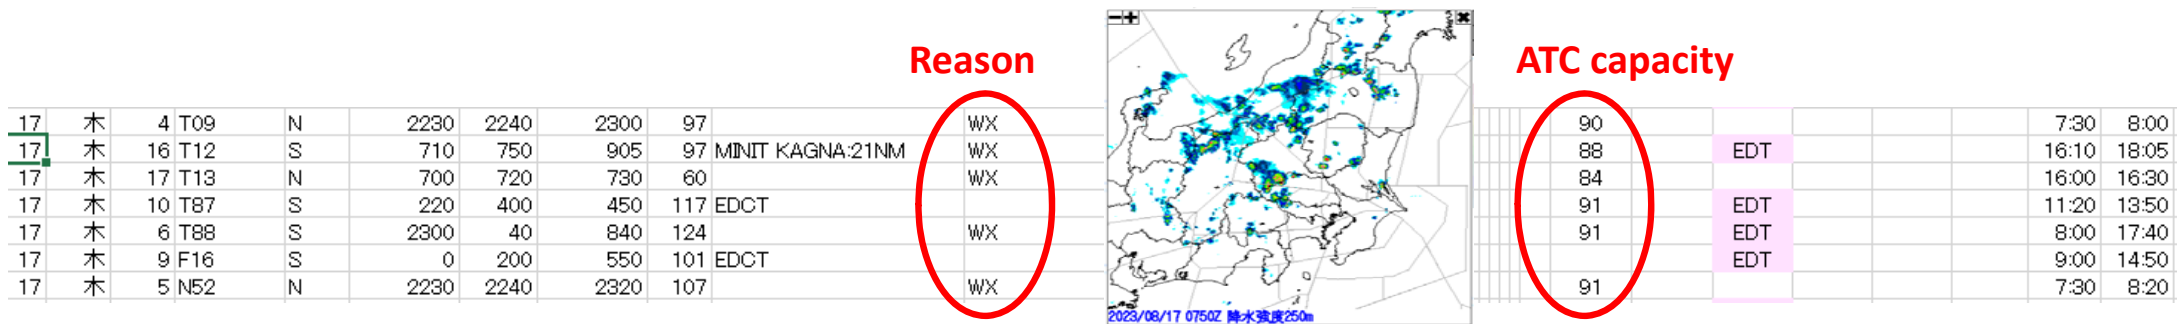 Reason
ATC capacity
17 木 4 T09 N 2230 2240 2300 97 WX 90 7:30 8:00
17 木 16 T12 S 710 750 905 97 MINIT KAGNA:21NM WX 88 EDT 16:10 18:05
17 木 17 T13 N 700 720 730 60 WX 84 16:00 16:30
17 木 10 T87 S 220 400 450 117 EDCT 91 EDT 11:20 13:50
17 木 6 T88 S 2300 40 840 124 WX 91 EDT 8:00 17:40
17 木 9 F16 S 0 200 550 101 EDCT EDT 9:00 14:50
17 木 5 N52 N 2230 2240 2320 107 WX 91 7:30 8:20
2023/08/17 0750Z 降水強度250m